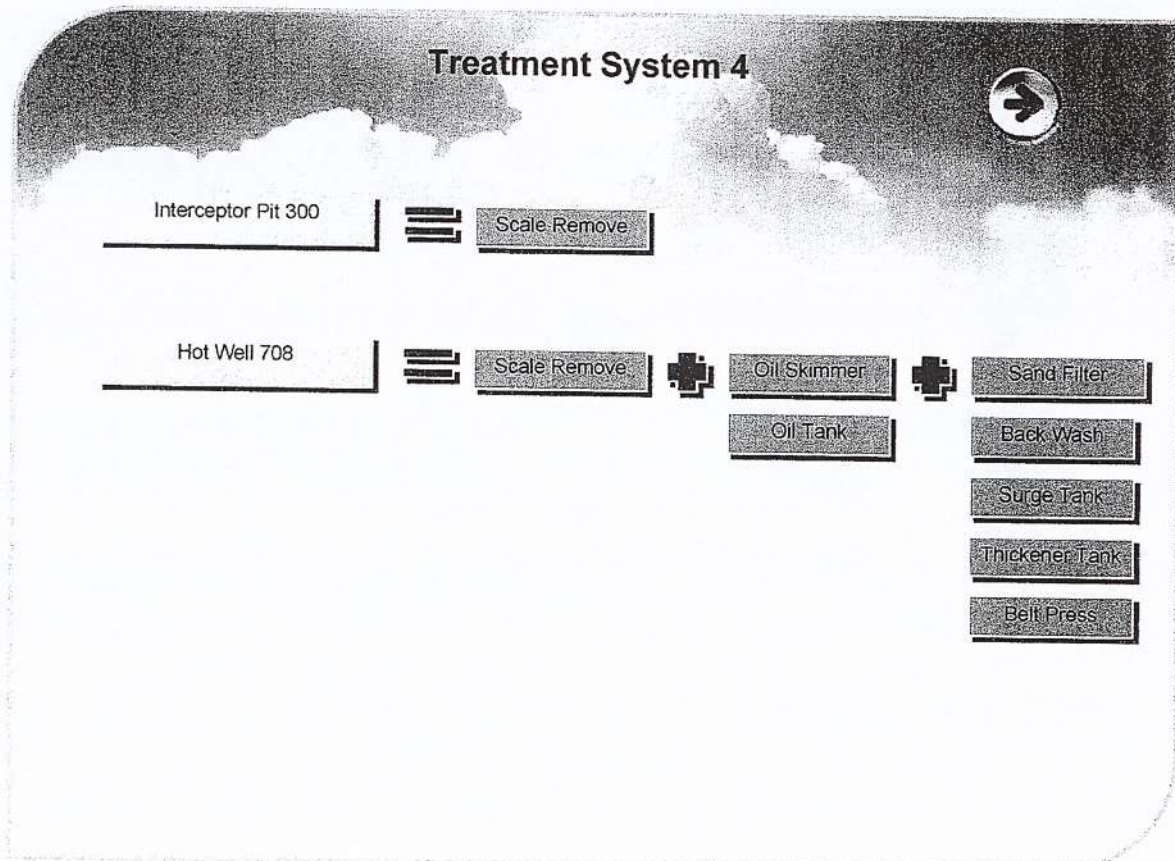 Treatment System 4
Interceptor Pit 300
Scale Remove
Hot Well 708
Scale Remove
Oil Skimmer
Sand Filter
Oil Tank
Back Wash
Surge Tank
Thickener Tank
Belt Press